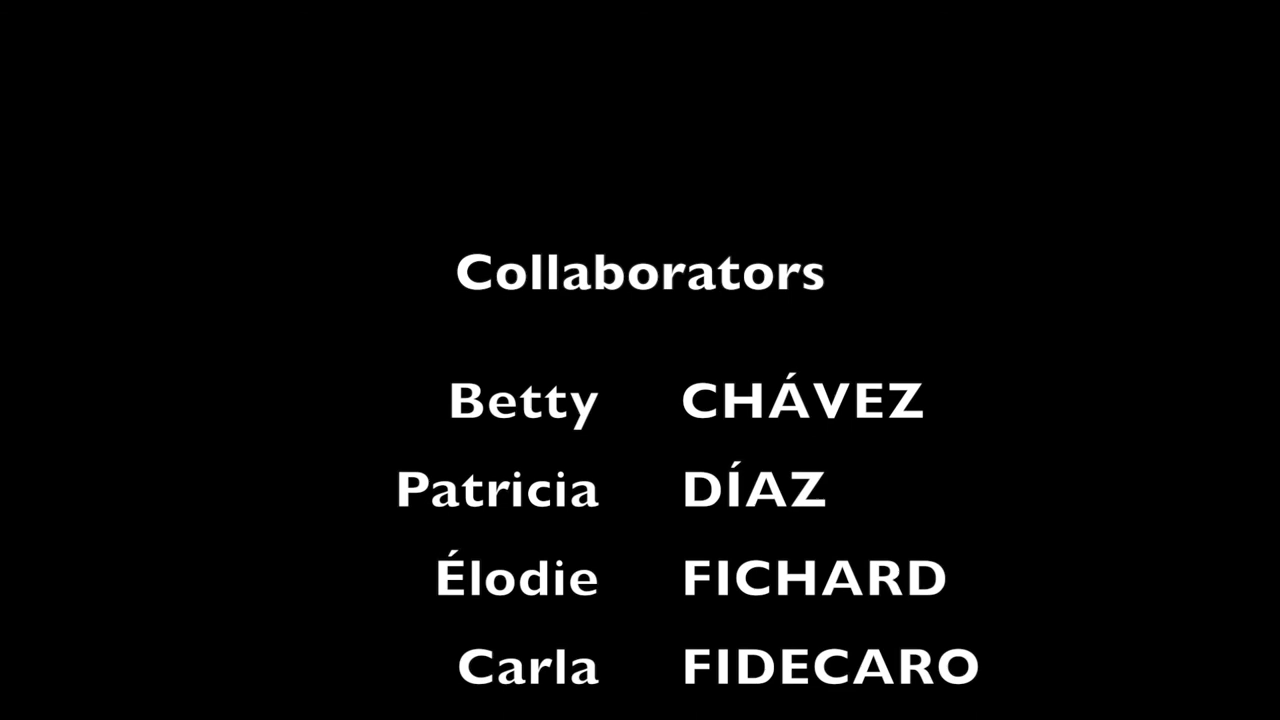 Collaborators
Betty CHÁVEZ
Patricia DÍAZ
Élodie FICHARD
Carla FIDECARO